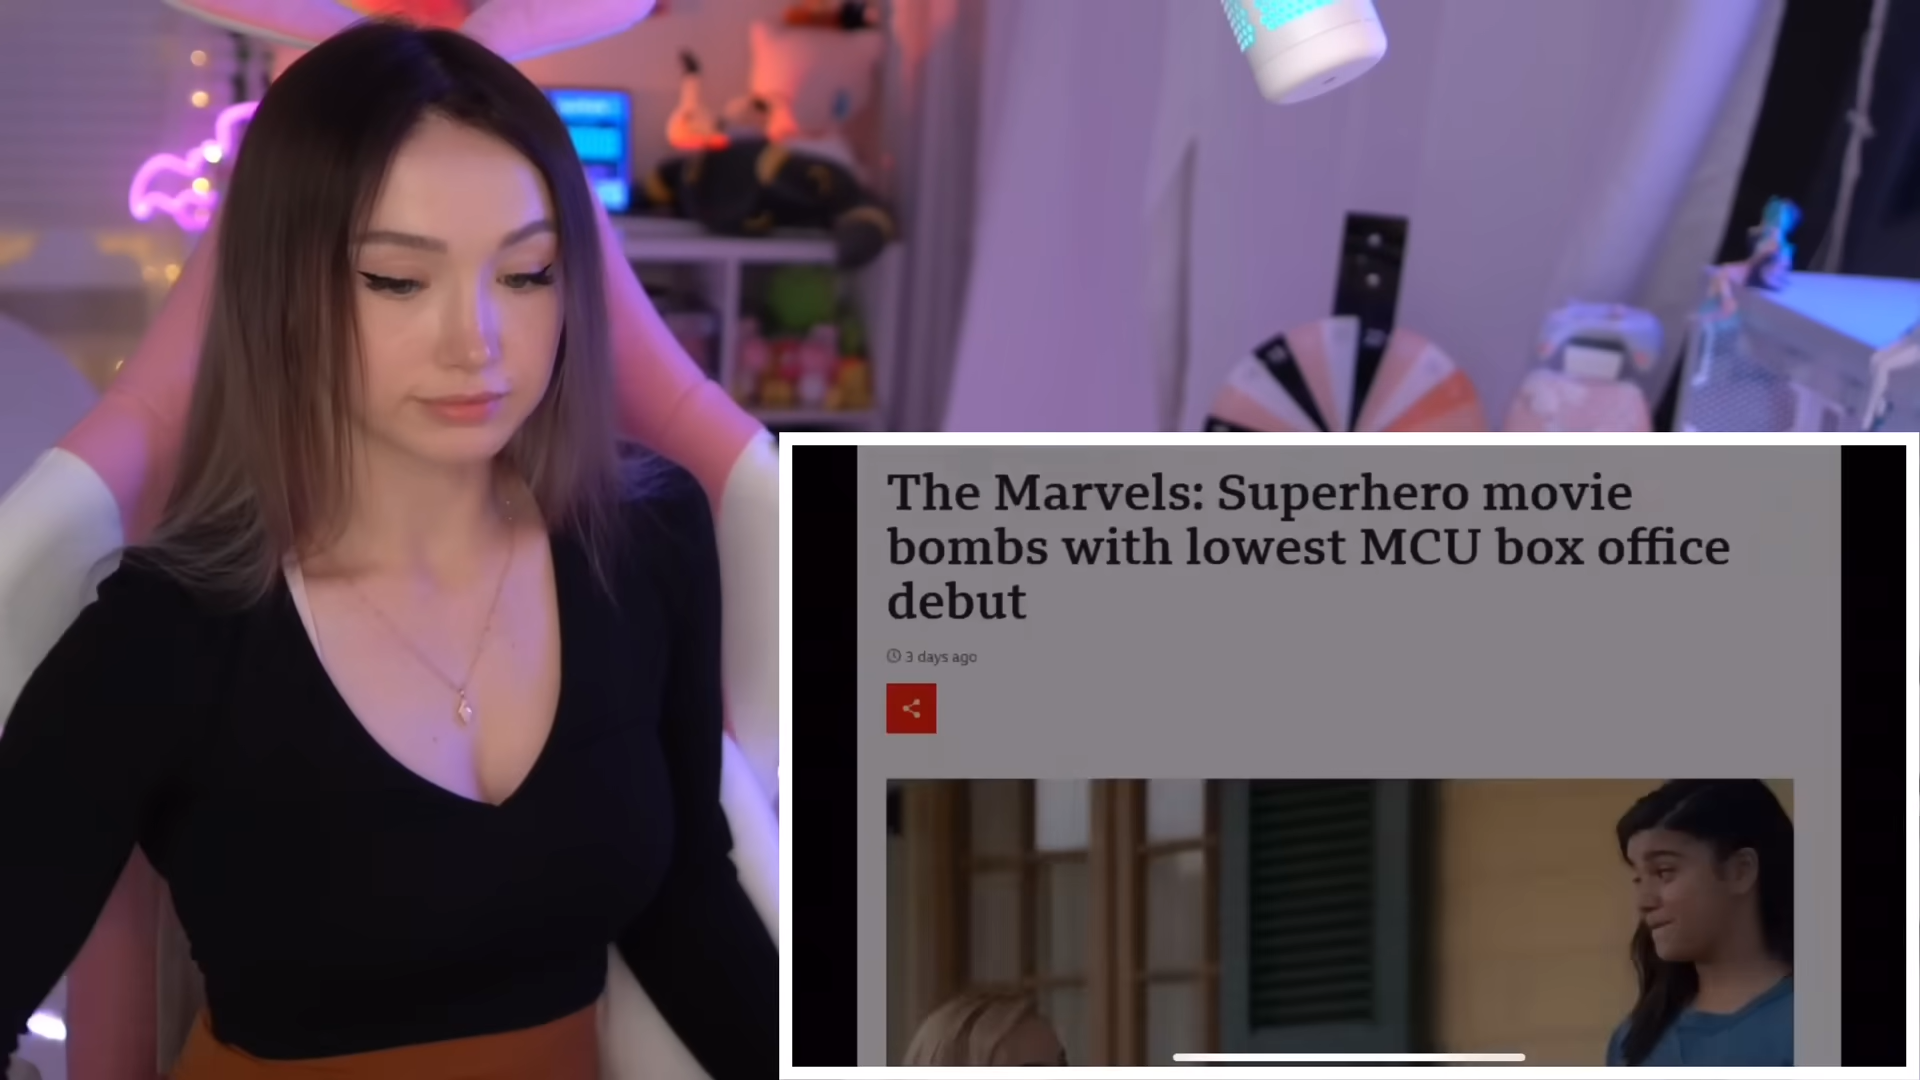 The Marvels: Superhero movie
bombs with lowest MCU box office
debut
3 days ago